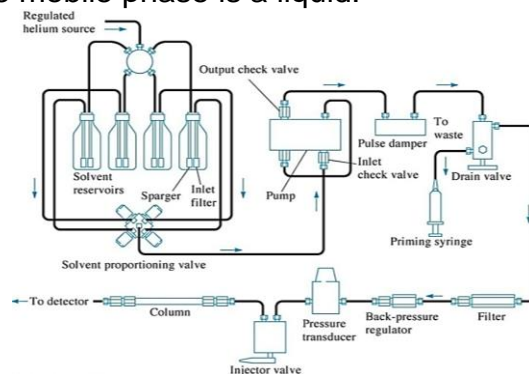 mobile phase is a liquid.
Regulated
helium source
Output check valve
To
waste
Pulse damper
Inlet
check valve
Drain valve
Solvent
reservoirs
Sparger
Inlet
filter
Pump
Priming syringe
Solvent proportioning valve
To detector
Column
Pressure
transducer
Back-pressure
regulator
Filter
Injector valve